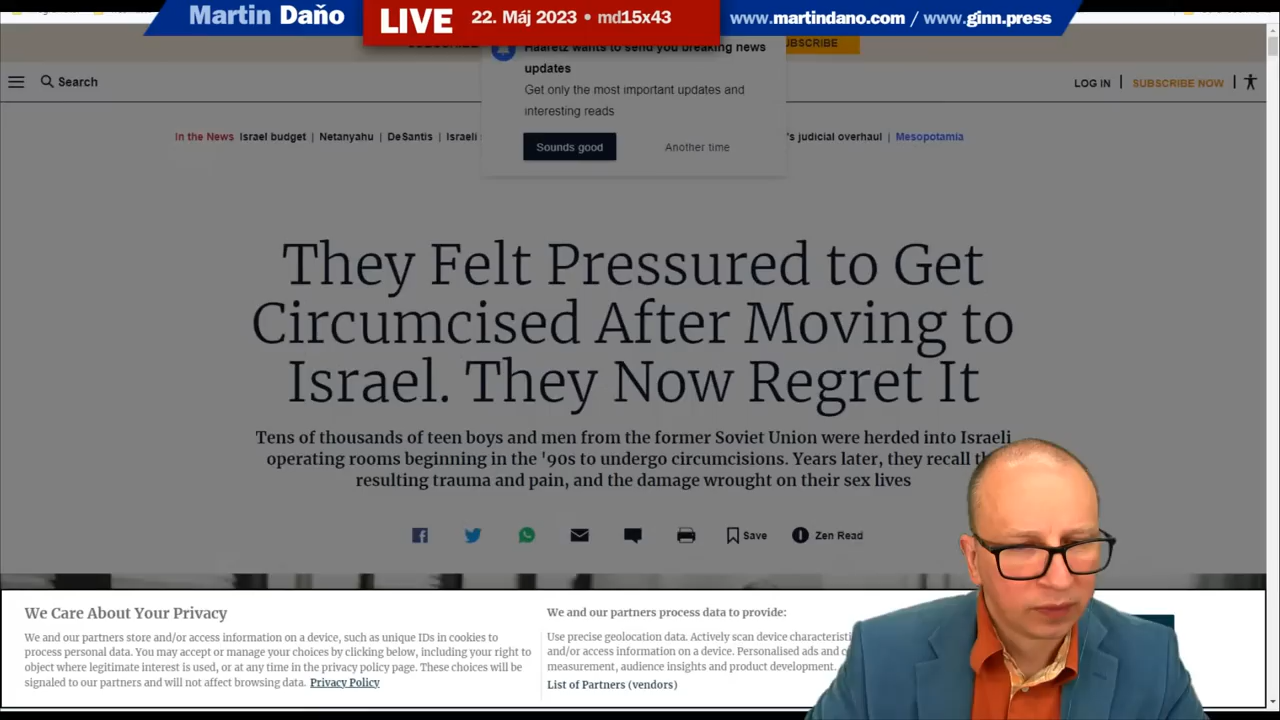 Martin Daňo
LIVE
22. Máj 2023 • md15x43
www.martindano.com / www.ginn.press
Haaretz wants to send you breaking news
updates
Get only the most important updates and
interesting reads
Sounds good
Another time
Search
LOG IN
SUBSCRIBE NOW
In the News Israel budget | Netanyahu | DeSantis | Israeli
judicial overhaul | Mesopotamia
They Felt Pressured to Get
Circumcised After Moving to
Israel. They Now Regret It
Tens of thousands of teen boys and men from the former Soviet Union were herded into Israeli
operating rooms beginning in the '90s to undergo circumcisions. Years later, they recall
resulting trauma and pain, and the damage wrought on their sex lives
Save
Zen Read
We Care About Your Privacy
We and our partners store and/or access information on a device, such as unique IDs in cookies to
process personal data. You may accept or manage your choices by clicking below, including your right to
object where legitimate interest is used, or at any time in the privacy policy page. These choices will be
signaled to our partners and will not affect browsing data. Privacy Policy
We and our partners process data to provide:
Use precise geolocation data. Actively scan device
and/or access information on a device. Personalised ads and
measurement, audience insights and product development.
List of Partners (vendors)